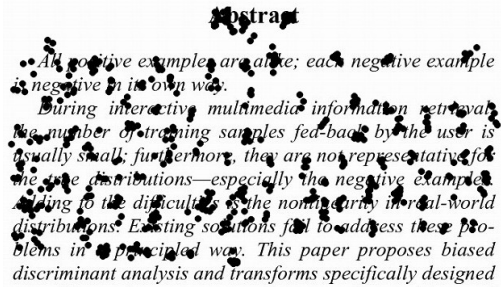 Abstract
All positive examples are alike; each negative example
is negative in its own way.
During interactive multimedia information retrieval,
the number of training samples fed-back by the user is
usually small; furthermore, they are not representative for
the true distributions—especially the negative examples.
Adding to the difficulties is the nonlinearity in real-world
distributions. Existing solutions fail to address these pro-
blems in a principled way. This paper proposes biased
discriminant analysis and transforms specifically designed